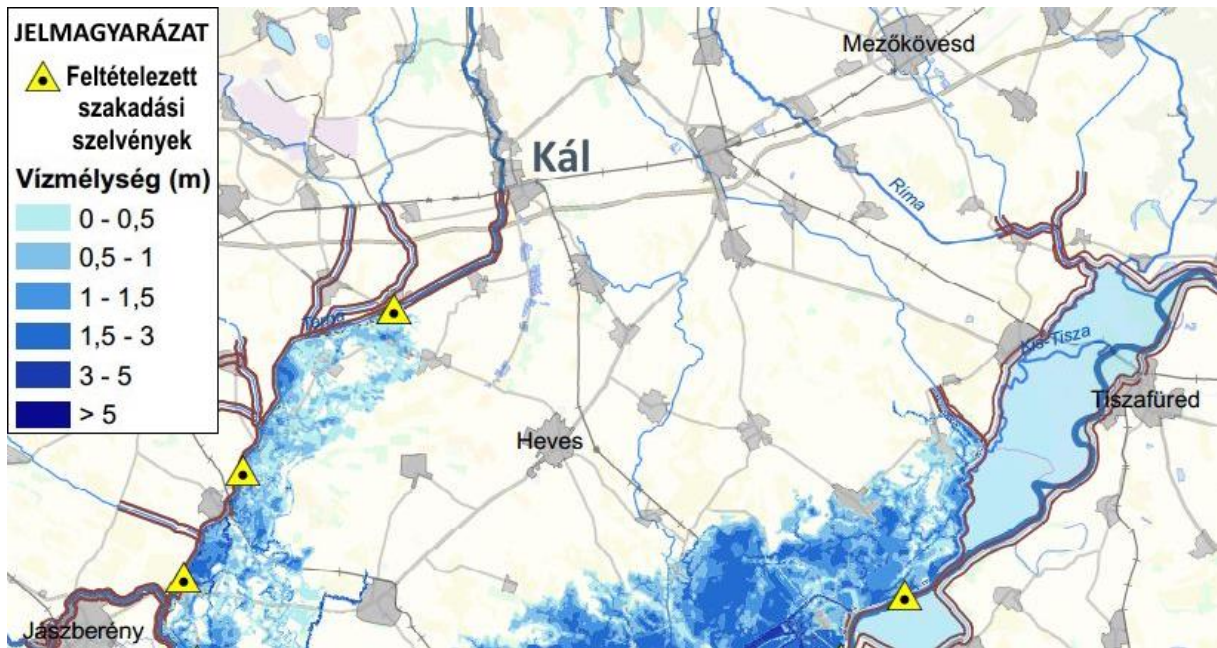 JELMAGYARÁZAT
Feltételezett
szakadási
szelvények
Vízmélység (m)
0 - 0,5
0,5 - 1
1 - 1,5
1,5 - 3
3 - 5
> 5
Mezőkövesd
Kál
Rima
Tarna
Kis-Tisza
Tiszafüred
Heves
Jászberény